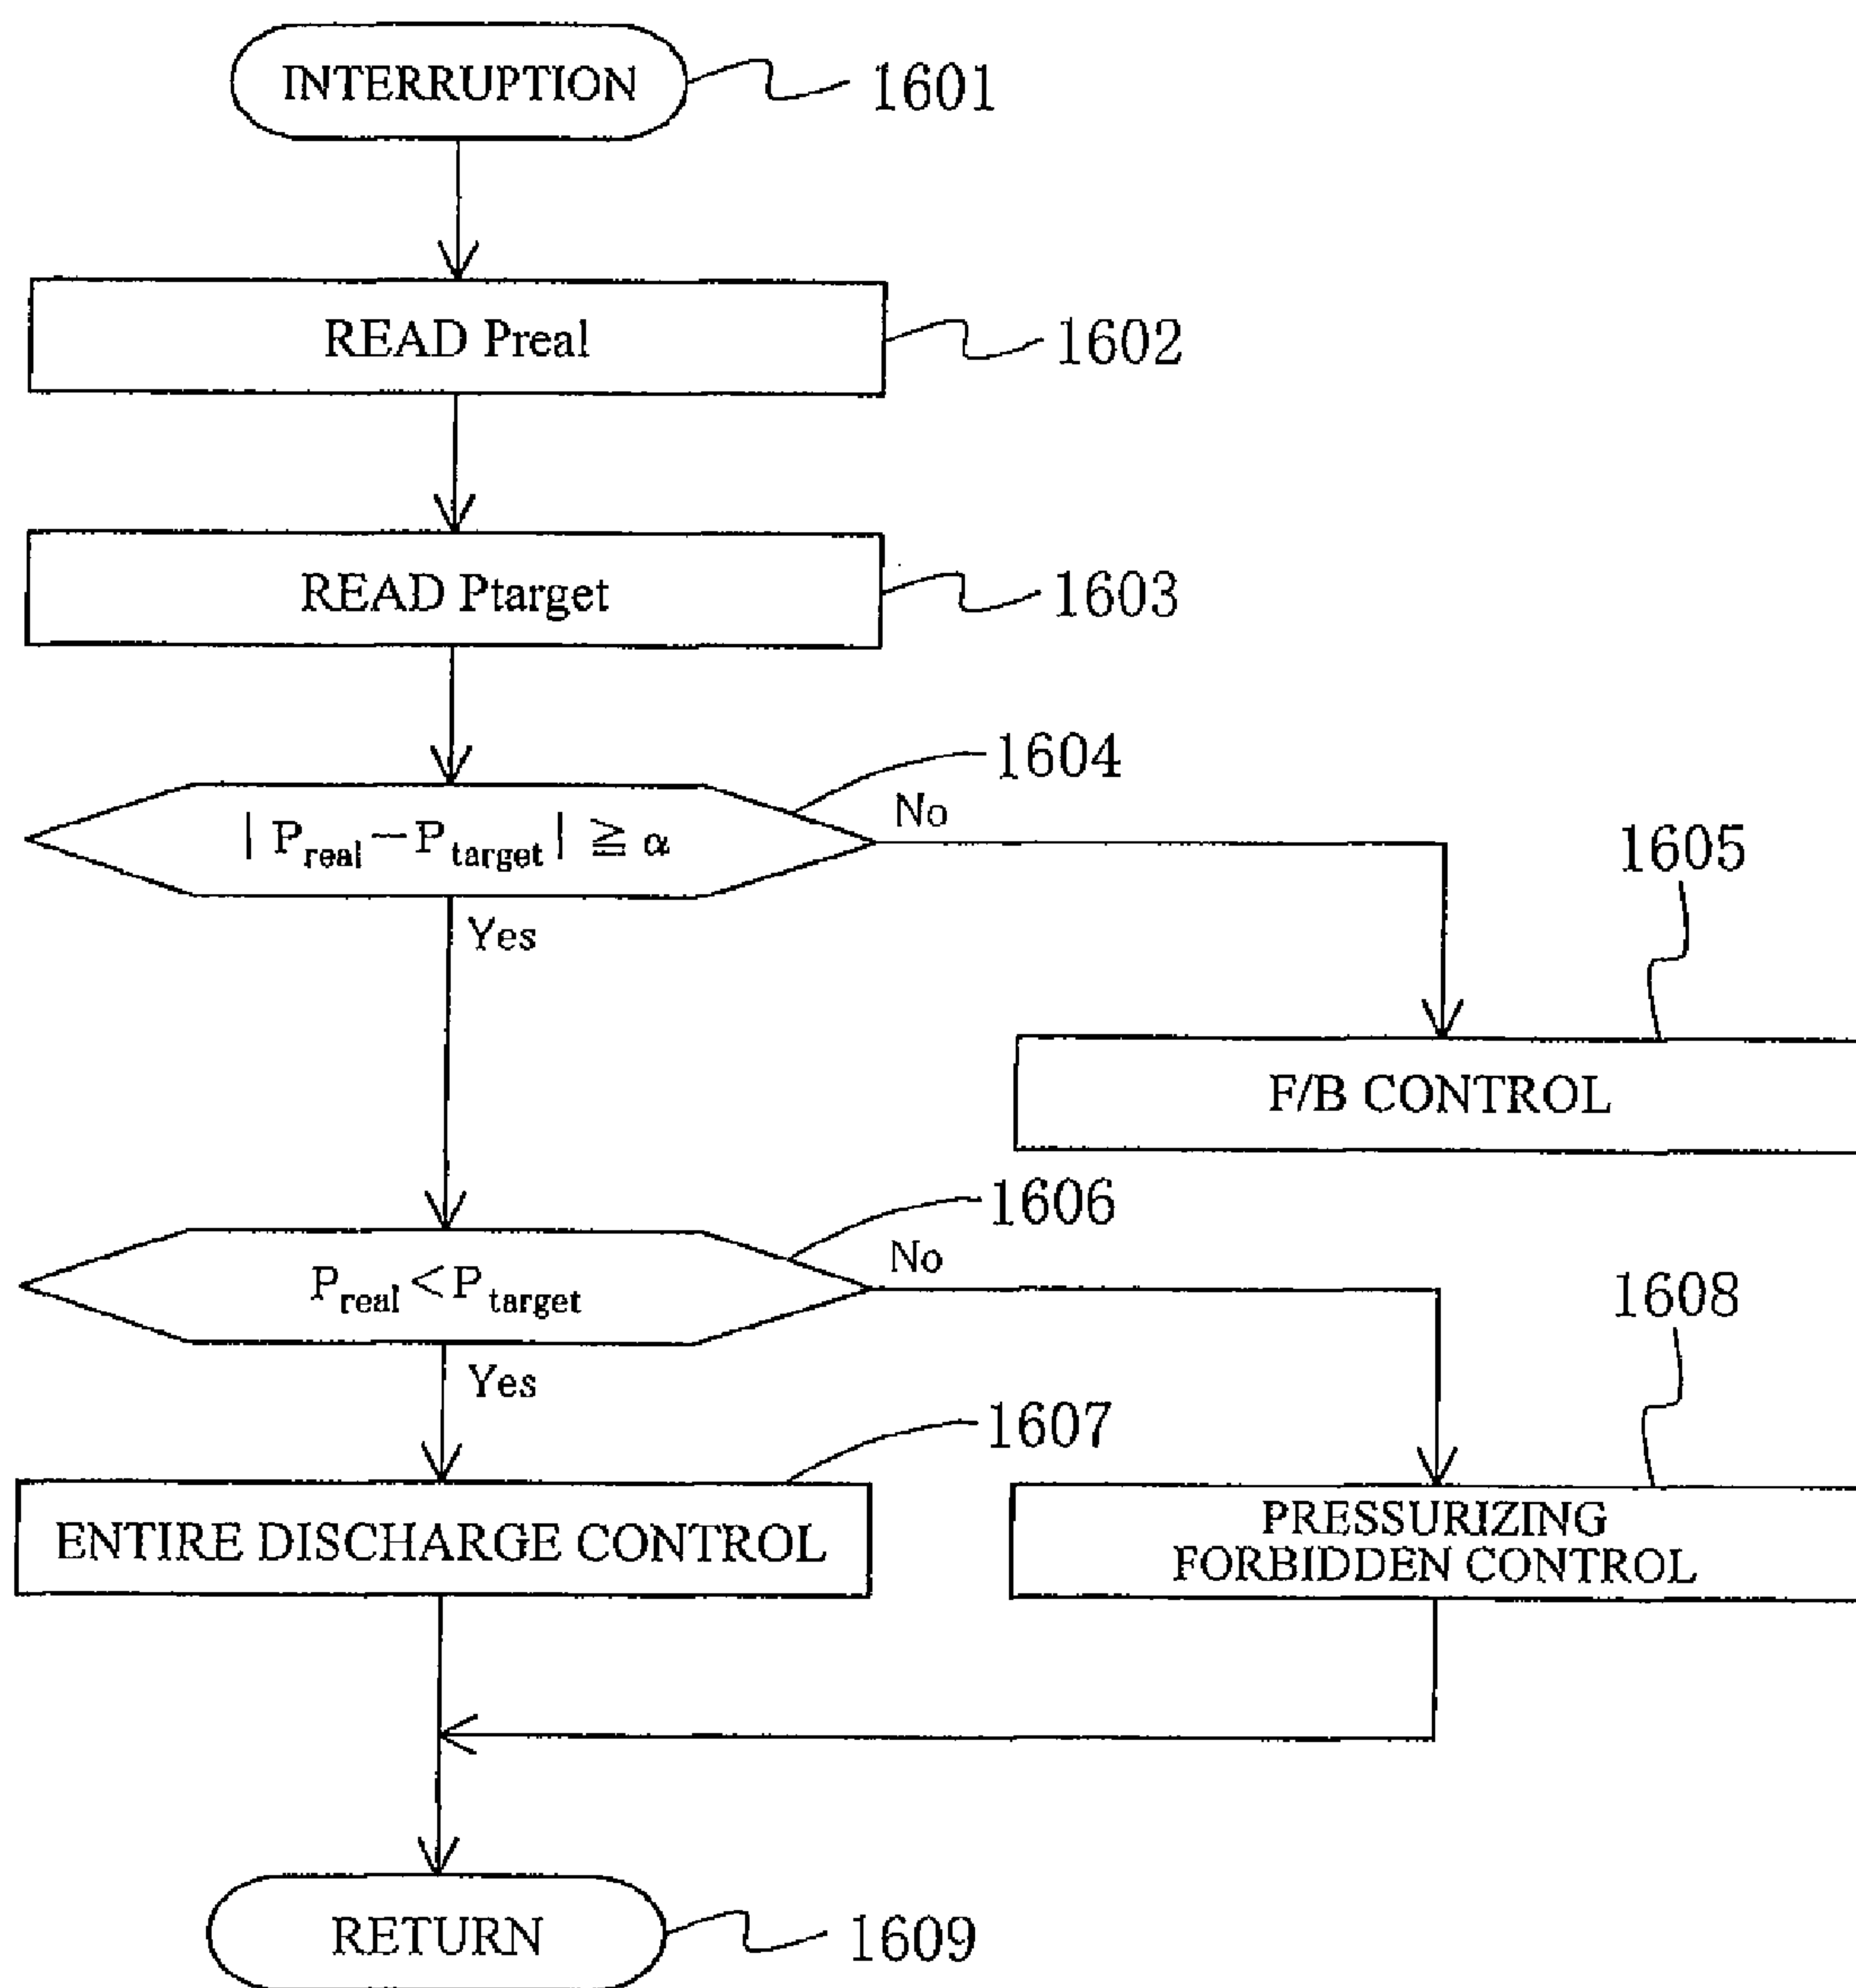 INTERRUPTION
1601
READ Preal
1602
READ Ptarget
1603
1604
| Preal − Ptarget | ≧ α
No
1605
Yes
F/B CONTROL
1606
Preal < Ptarget
No
1608
Yes
1607
ENTIRE DISCHARGE CONTROL
PRESSURIZING
FORBIDDEN CONTROL
RETURN
1609